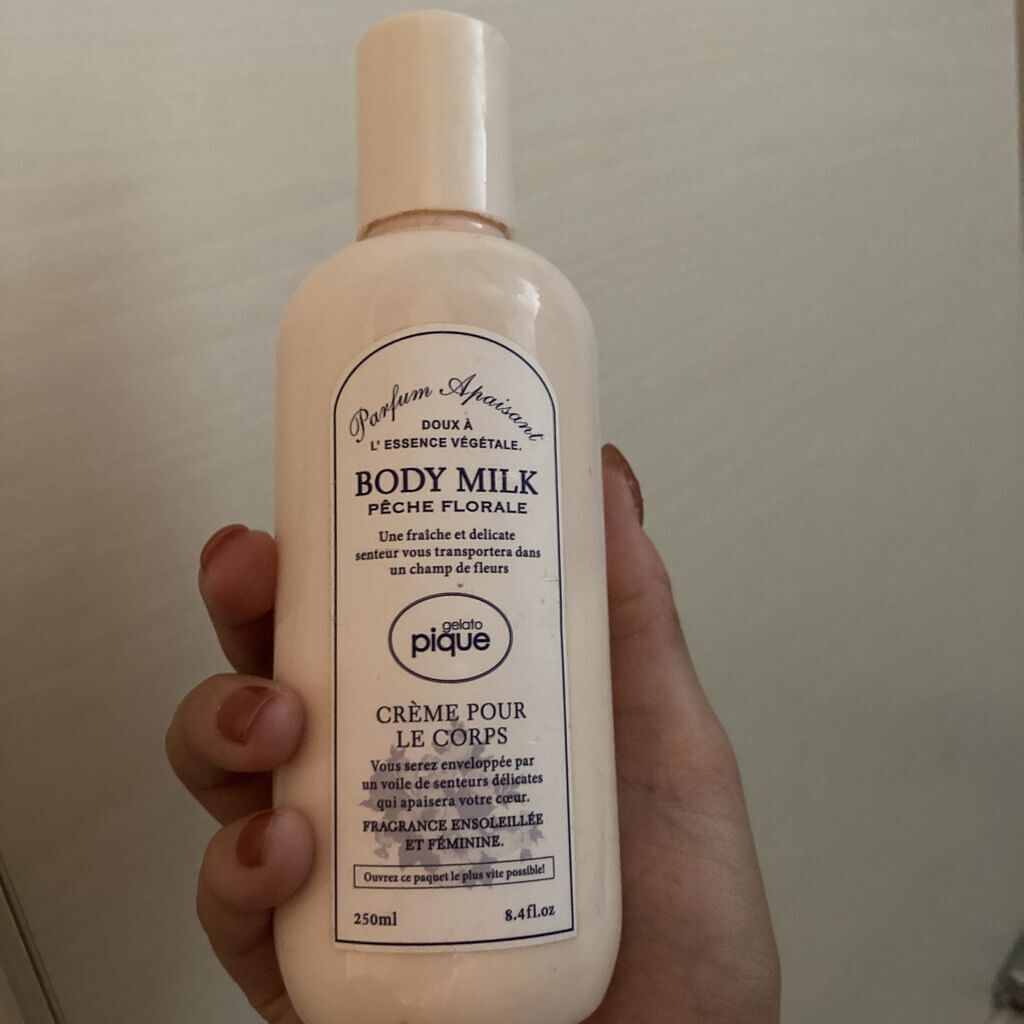 Parfum Apaisant
DOUX À
L' ESSENCE VÉGÉTALE.
BODY MILK
PÊCHE FLORALE
Une fraîche et delicate
senteur vous transportera dans
un champ de fleurs
gelato
pique
CRÈME POUR
LE CORPS
Vous serez enveloppée par
un voile de senteurs délicates
qui apaisera votre cœur.
FRAGRANCE ENSOLEILLÉE
ET FÉMININE.
Ouvrez ce paquet le plus vite possible!
250ml 8.4fl.oz